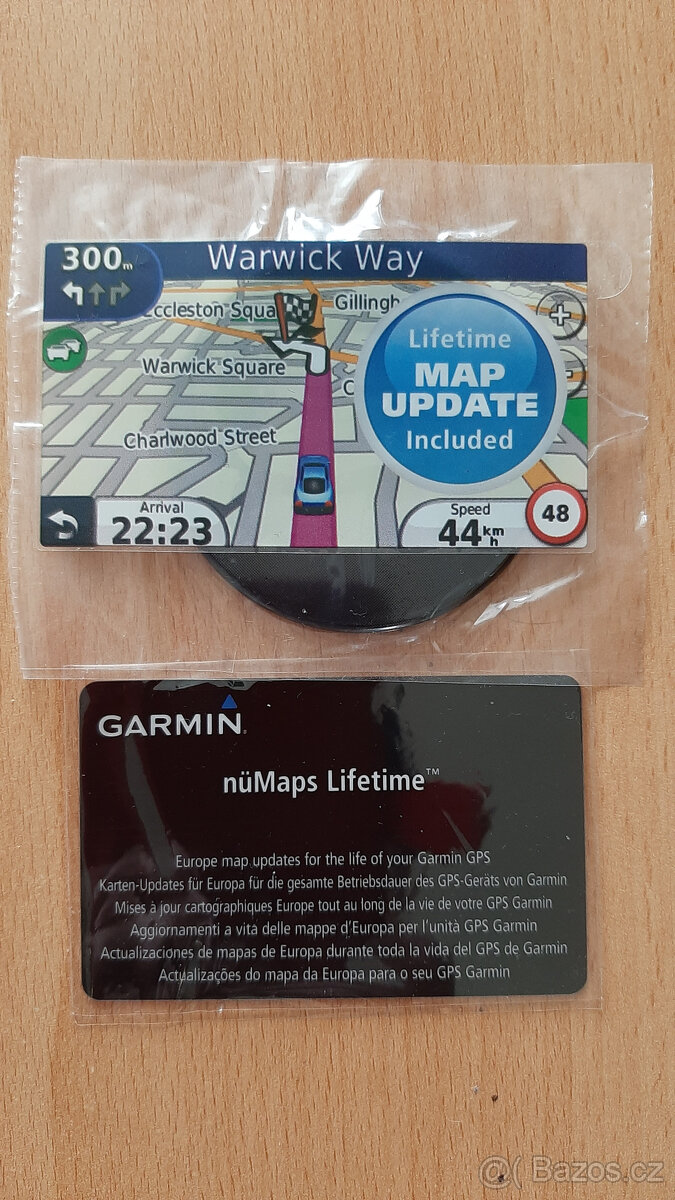 300m
Warwick Way
Eccleston Squa
Gillingh
Warwick Square
C
Charlwood Street
Lifetime
MAP
UPDATE
Included
Arrival
22:23
Speed
44 km/h
48
GARMIN
nüMaps Lifetime™
Europe map updates for the life of your Garmin GPS
Karten-Updates für Europa für die gesamte Betriebsdauer des GPS-Geräts von Garmin
Mises à jour cartographiques Europe tout au long de la vie de votre GPS Garmin
Aggiornamenti a vita delle mappe d'Europa per l'unità GPS Garmin
Actualizaciones de mapas de Europa durante toda la vida del GPS de Garmin
Actualizações do mapa da Europa para o seu GPS Garmin
@( Bazos.cz